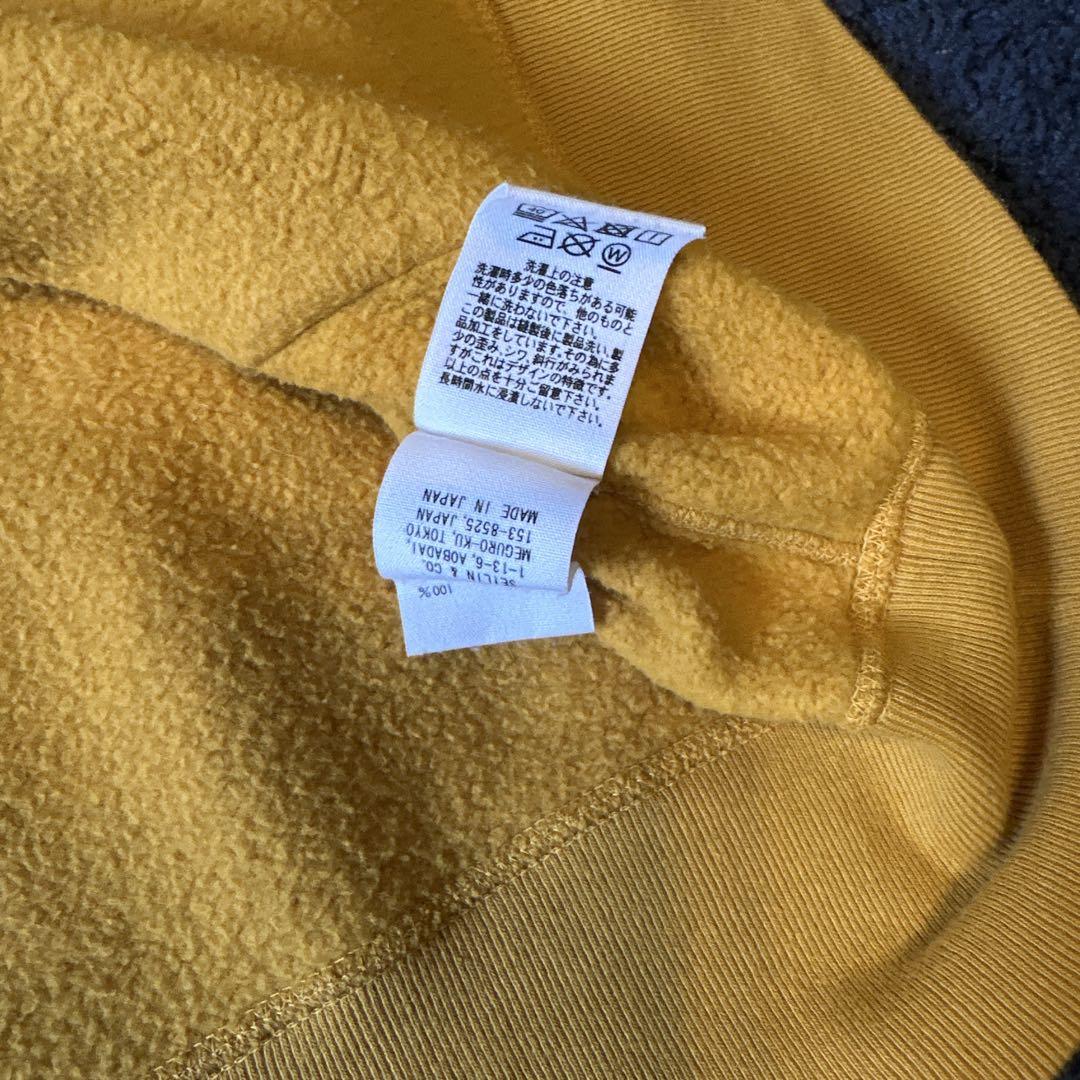 洗濯上の注意
洗濯時多少の色落ちがある可能
性がありますので、他のものと
一緒に洗わないで下さい。
この製品は縫製後に製品洗い、製
品加工をしています。その為に多
少の歪み、シワ、斜行がみられま
すがこれはデザインの特徴です。
以上の点を十分ご留意下さい。
長時間水に浸漬しないで下さい。
100%
SEILIN & CO.
1-13-6, AOBADAI,
MEGURO-KU, TOKYO
153-8525, JAPAN
MADE IN JAPAN